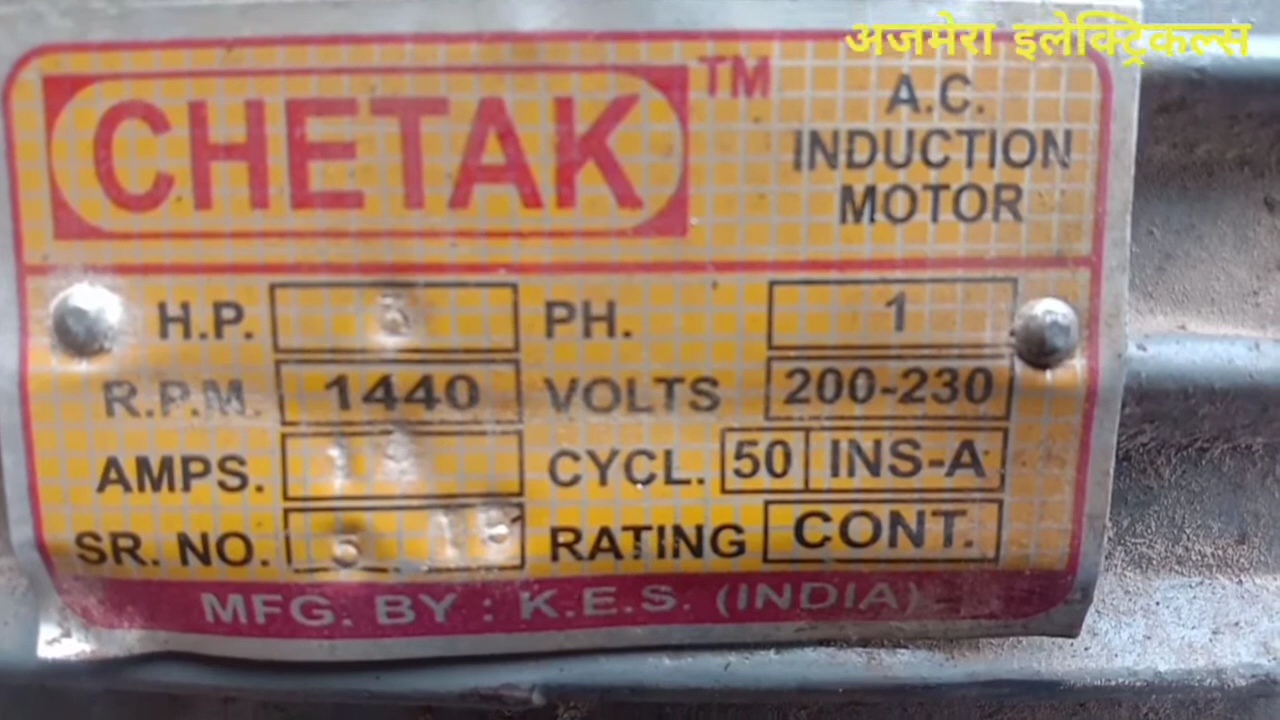 अजमेरा इलेक्ट्रिकल्स
CHETAK TM
A.C.
INDUCTION
MOTOR
H.P. PH. 1
R.P.M. 1440 VOLTS 200-230
AMPS. CYCL. 50 INS-A
SR. NO. RATING CONT.
MFG. BY : K.E.S. (INDIA)